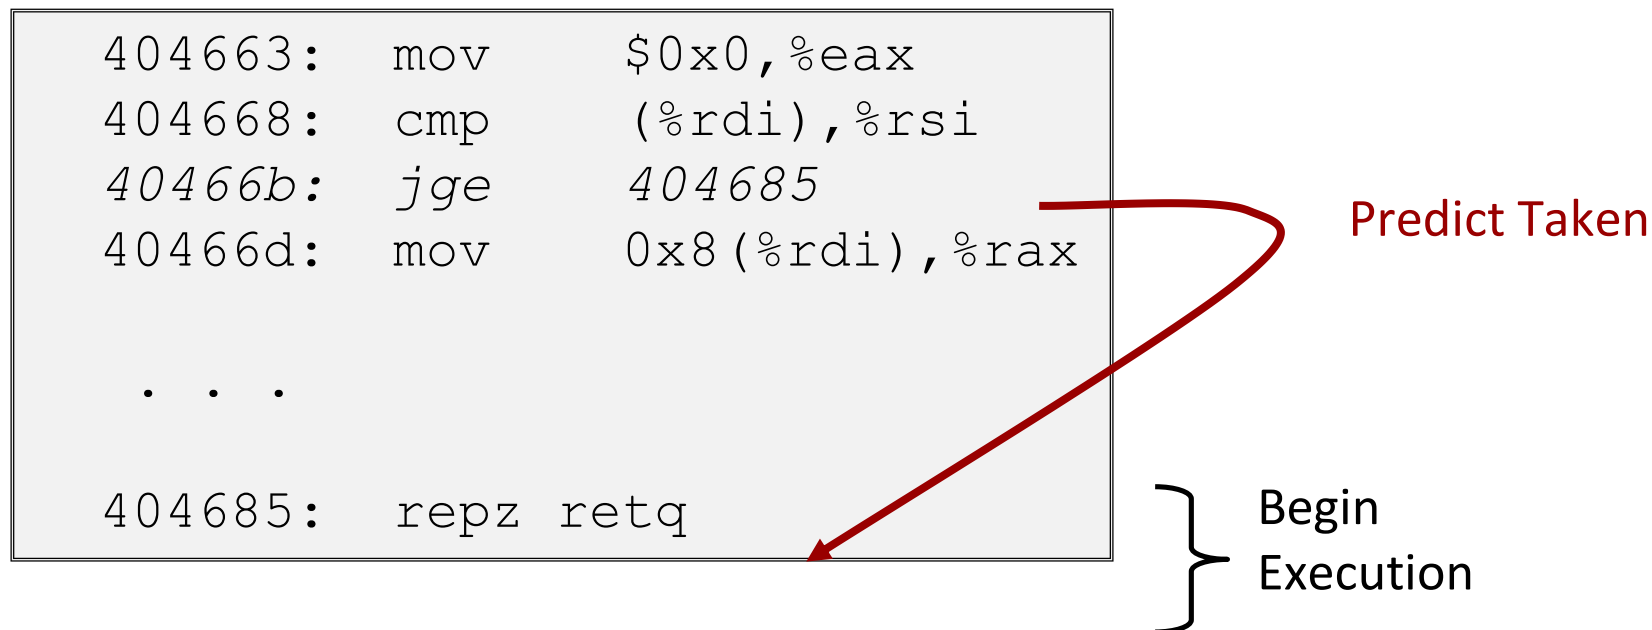 404663: mov $0x0,%eax
404668: cmp (%rdi),%rsi
40466b: jge 404685
40466d: mov 0x8(%rdi),%rax
. . .
404685: repz retq
Predict Taken
Begin
Execution